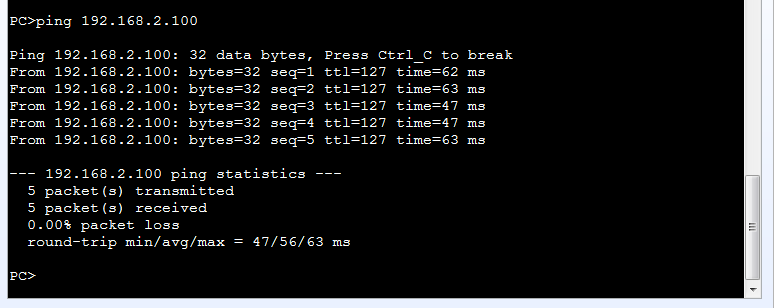 PC>ping 192.168.2.100
Ping 192.168.2.100: 32 data bytes, Press Ctrl_C to break
From 192.168.2.100: bytes=32 seq=1 ttl=127 time=62 ms
From 192.168.2.100: bytes=32 seq=2 ttl=127 time=63 ms
From 192.168.2.100: bytes=32 seq=3 ttl=127 time=47 ms
From 192.168.2.100: bytes=32 seq=4 ttl=127 time=47 ms
From 192.168.2.100: bytes=32 seq=5 ttl=127 time=63 ms
--- 192.168.2.100 ping statistics ---
5 packet(s) transmitted
5 packet(s) received
0.00% packet loss
round-trip min/avg/max = 47/56/63 ms
PC>